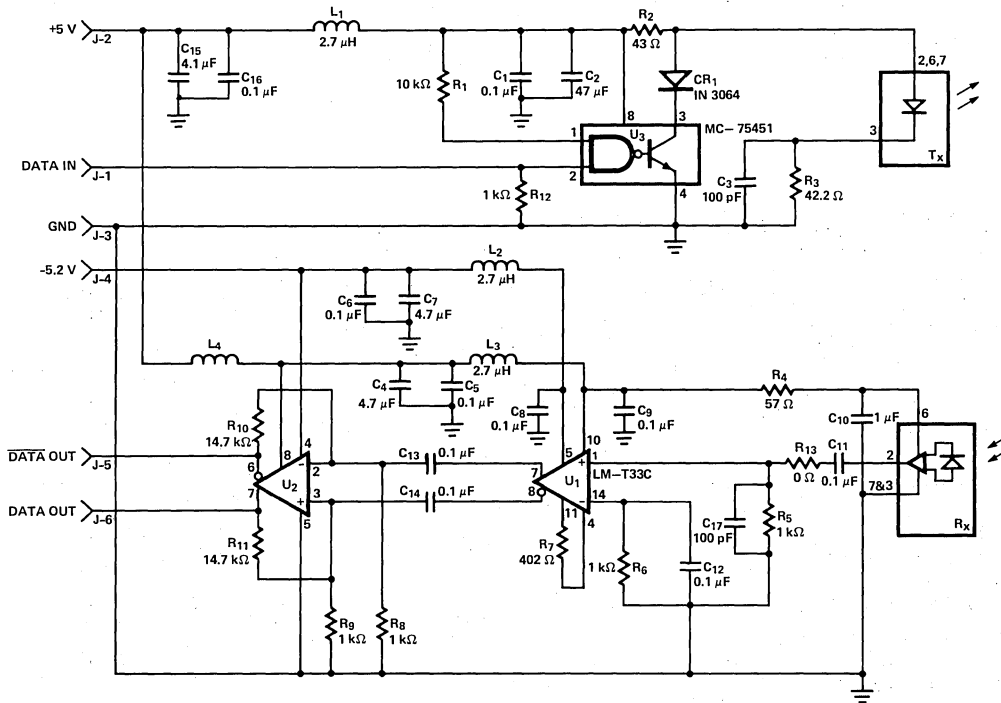 +5 V
J-2
C15
4.1 µF
C16
0.1 µF
L1
2.7 µH
10 kΩ
R1
C1
0.1 µF
C2
47 µF
R2
43 Ω
CR1
IN 3064
2,6,7
3
TX
8
U3
3
MC-75451
1
2
4
DATA IN
J-1
1 kΩ
R12
C3
100 pF
R3
42.2 Ω
GND
J-3
-5.2 V
J-4
L2
2.7 µH
C6
0.1 µF
C7
4.7 µF
L4
L3
2.7 µH
C4
4.7 µF
C5
0.1 µF
C8
0.1 µF
C9
0.1 µF
R4
57 Ω
C10
1 µF
6
R10
14.7 kΩ
DATA OUT
J-5
8
4
6
2
7
3
U2
5
C13
0.1 µF
C14
0.1 µF
5
10
7
8
U1
1
LM-T33C
14
11
4
R13
0 Ω
C11
0.1 µF
2
7&3
RX
DATA OUT
J-6
R11
14.7 kΩ
R7
402 Ω
1 kΩ
R6
C17
100 pF
R5
1 kΩ
C12
0.1 µF
R9
1 kΩ
R8
1 kΩ